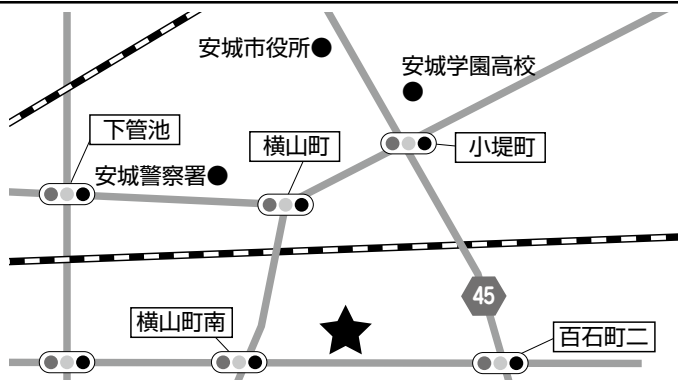 安城市役所
安城学園高校
下管池
横山町
小堤町
安城警察署
45
横山町南
百石町二